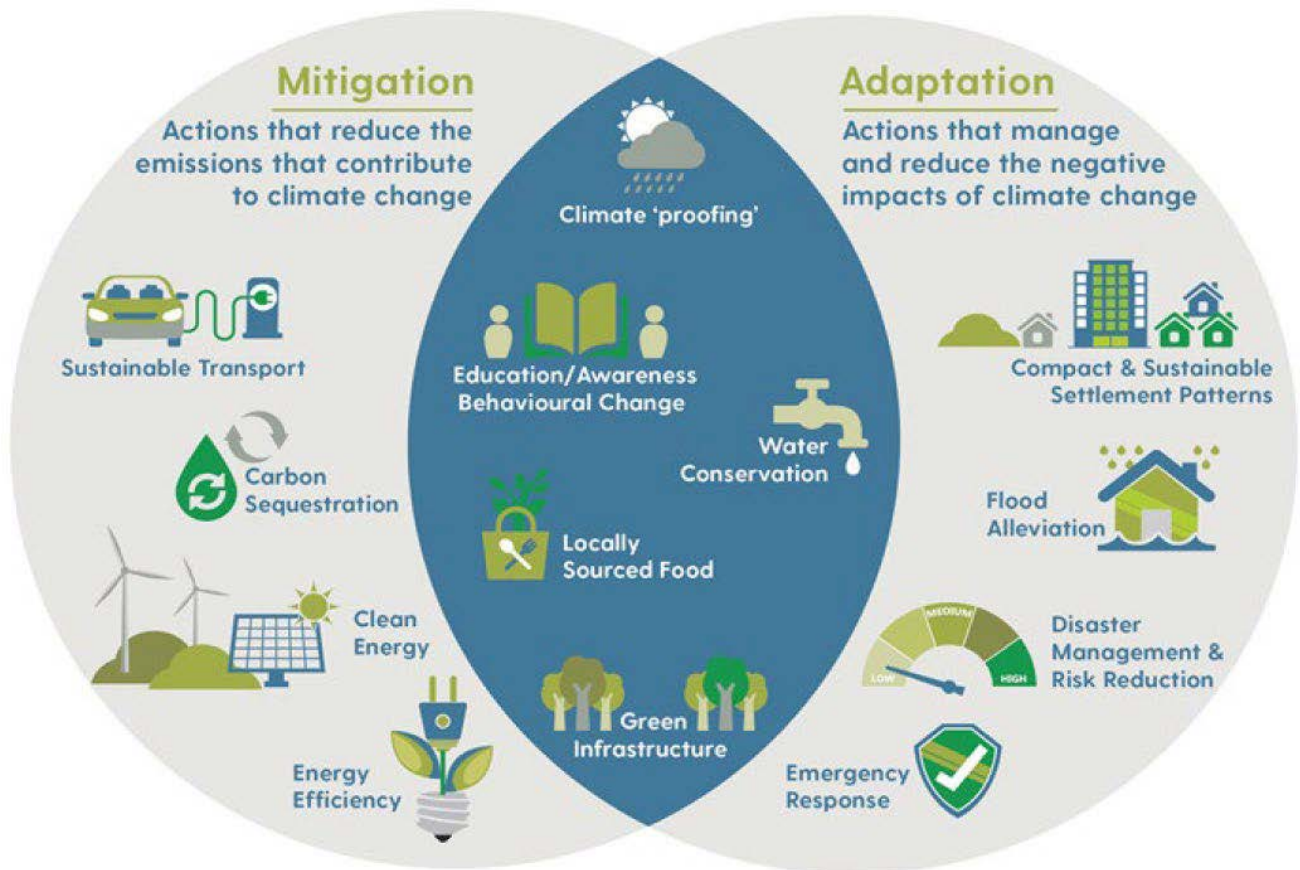 Mitigation
Actions that reduce the
emissions that contribute
to climate change
Sustainable Transport
Carbon
Sequestration
Clean
Energy
Energy
Efficiency
Climate ‘proofing’
Education/Awareness
Behavioural Change
Water
Conservation
Locally
Sourced Food
Green
Infrastructure
Adaptation
Actions that manage
and reduce the negative
impacts of climate change
Compact & Sustainable
Settlement Patterns
Flood
Alleviation
LOW
MEDIUM
HIGH
Disaster
Management &
Risk Reduction
Emergency
Response